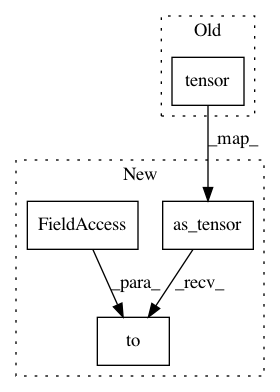 Old
tensor
_map_
New
FieldAccess
as_tensor
_para_
_recv_
to